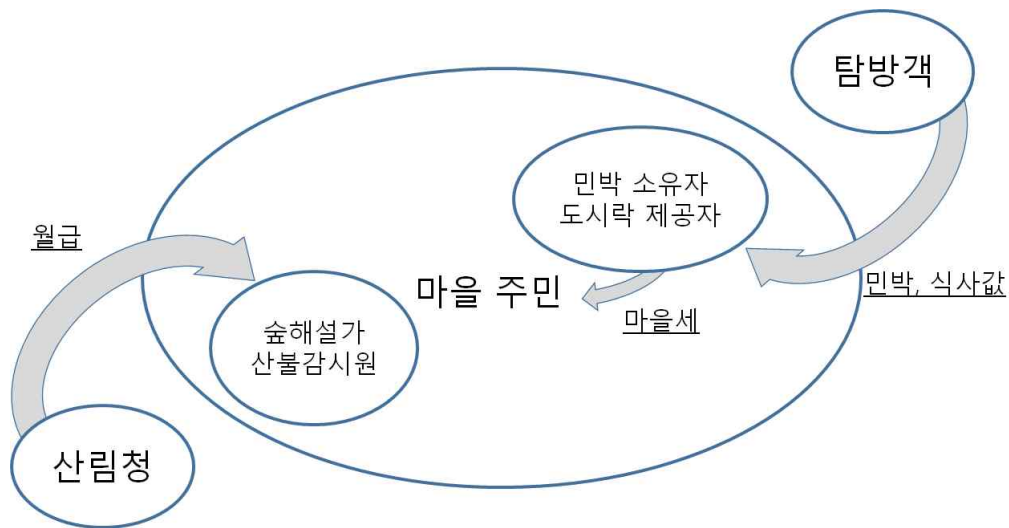 탐방객
민박 소유자
도시락 제공자
월급
마을 주민
민박, 식사값
마을세
숲해설가
산불감시원
산림청